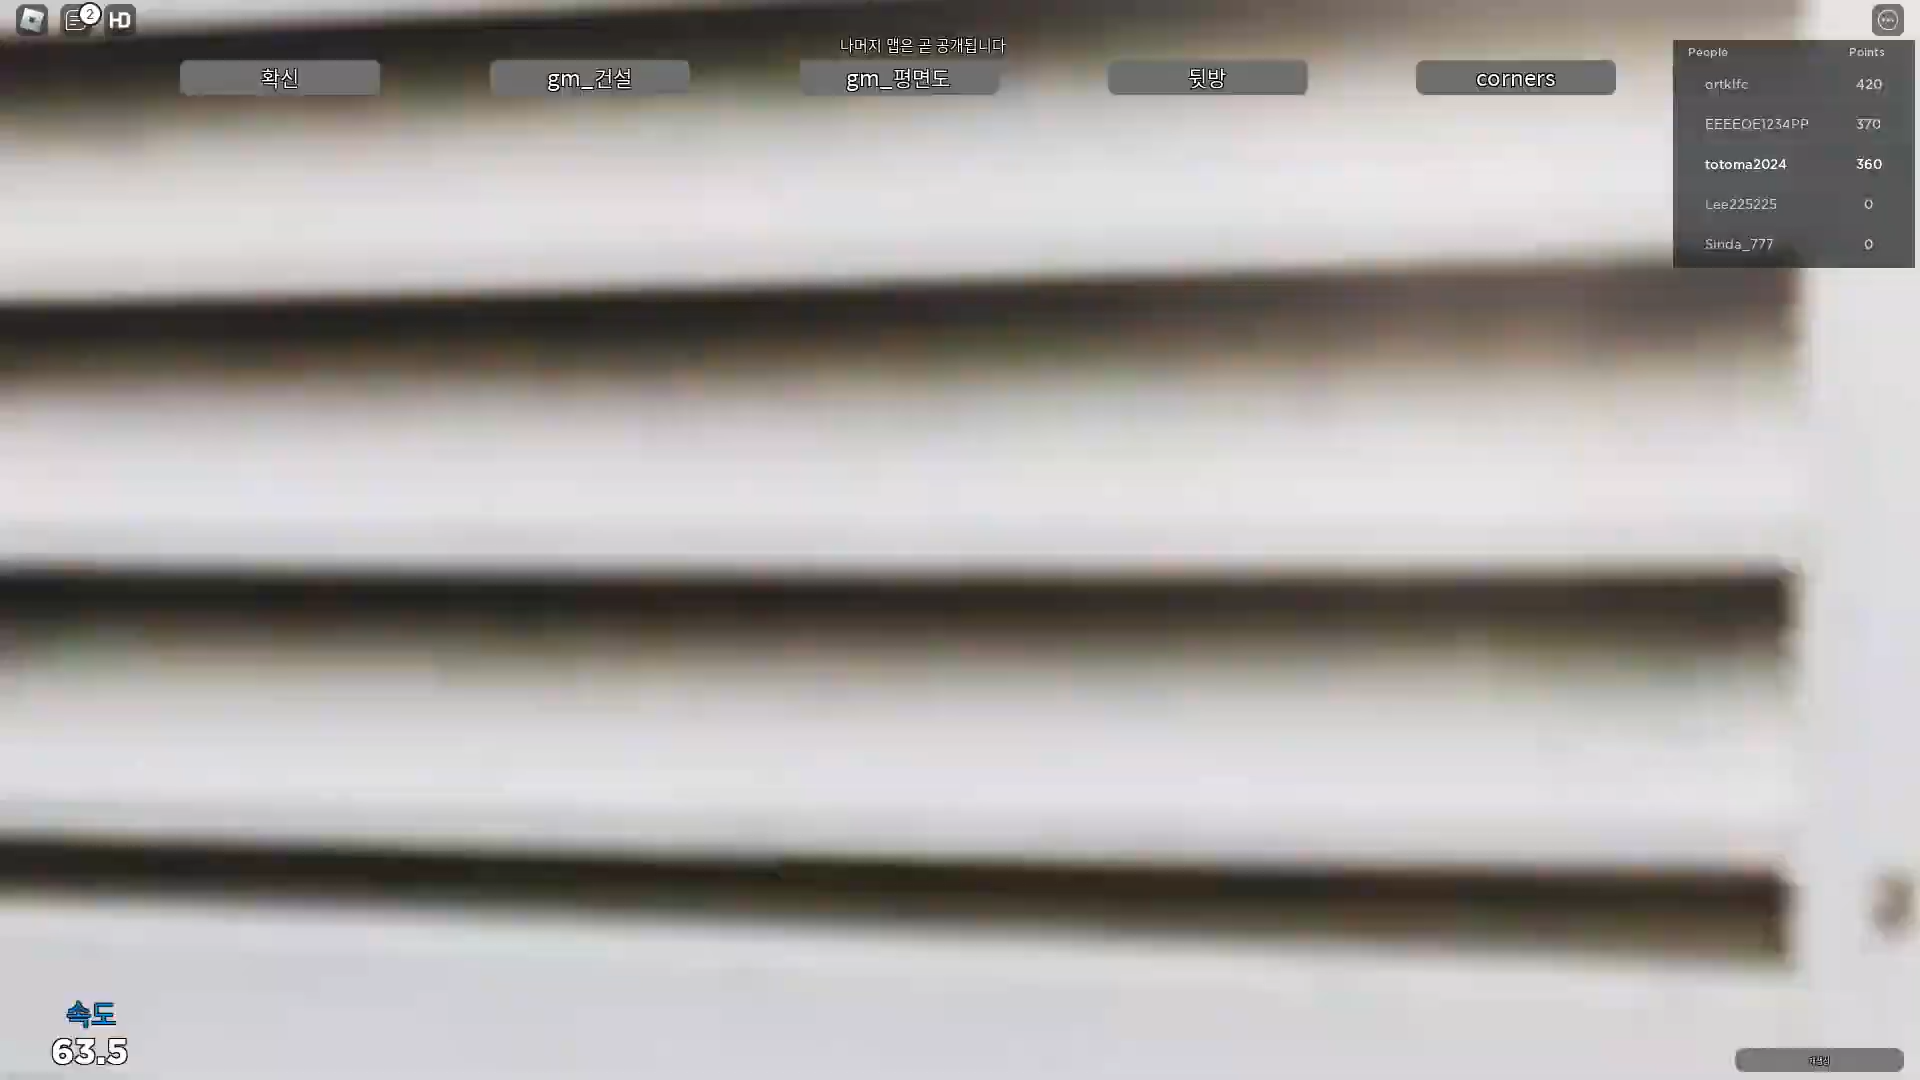 2
HD
나머지 맵은 곧 공개됩니다
확신
gm_건설
gm_평면도
뒷방
corners
People Points
artklfc 420
EEEEOE1234PP 370
totoma2024 360
Lee225225 0
Sinda_777 0
속도
63.5